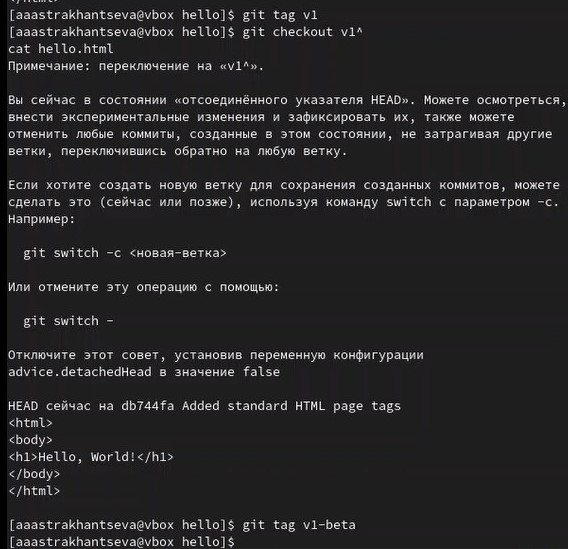 </html>
[aaastrakhantseva@vbox hello]$ git tag v1
[aaastrakhantseva@vbox hello]$ git checkout v1^
cat hello.html
Примечание: переключение на «v1^».

Вы сейчас в состоянии «отсоединённого указателя HEAD». Можете осмотреться,
внести экспериментальные изменения и зафиксировать их, также можете
отменить любые коммиты, созданные в этом состоянии, не затрагивая другие
ветки, переключившись обратно на любую ветку.

Если хотите создать новую ветку для сохранения созданных коммитов, можете
сделать это (сейчас или позже), используя команду switch с параметром -c.
Например:

  git switch -c <новая-ветка>

Или отмените эту операцию с помощью:

  git switch -

Отключите этот совет, установив переменную конфигурации
advice.detachedHead в значение false

HEAD сейчас на db744fa Added standard HTML page tags
<html>
<body>
<h1>Hello, World!</h1>
</body>
</html>

[aaastrakhantseva@vbox hello]$ git tag v1-beta
[aaastrakhantseva@vbox hello]$